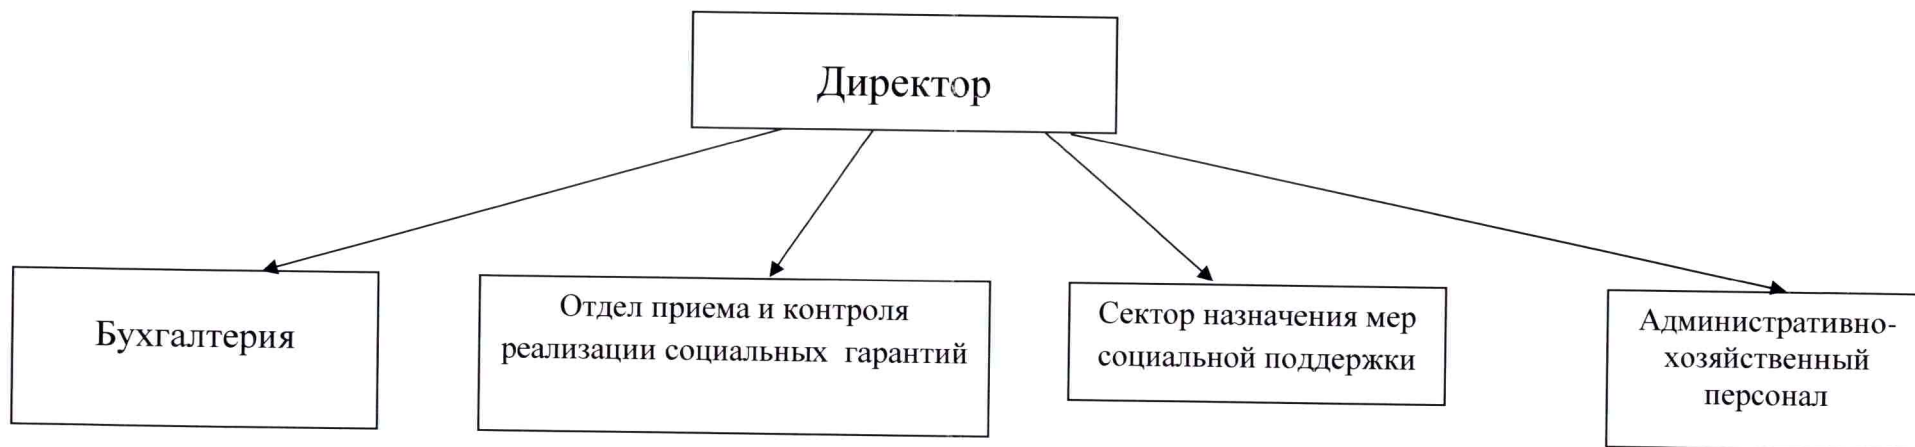 Директор
Бухгалтерия
Отдел приема и контроля
реализации социальных гарантий
Сектор назначения мер
социальной поддержки
Административно-
хозяйственный
персонал